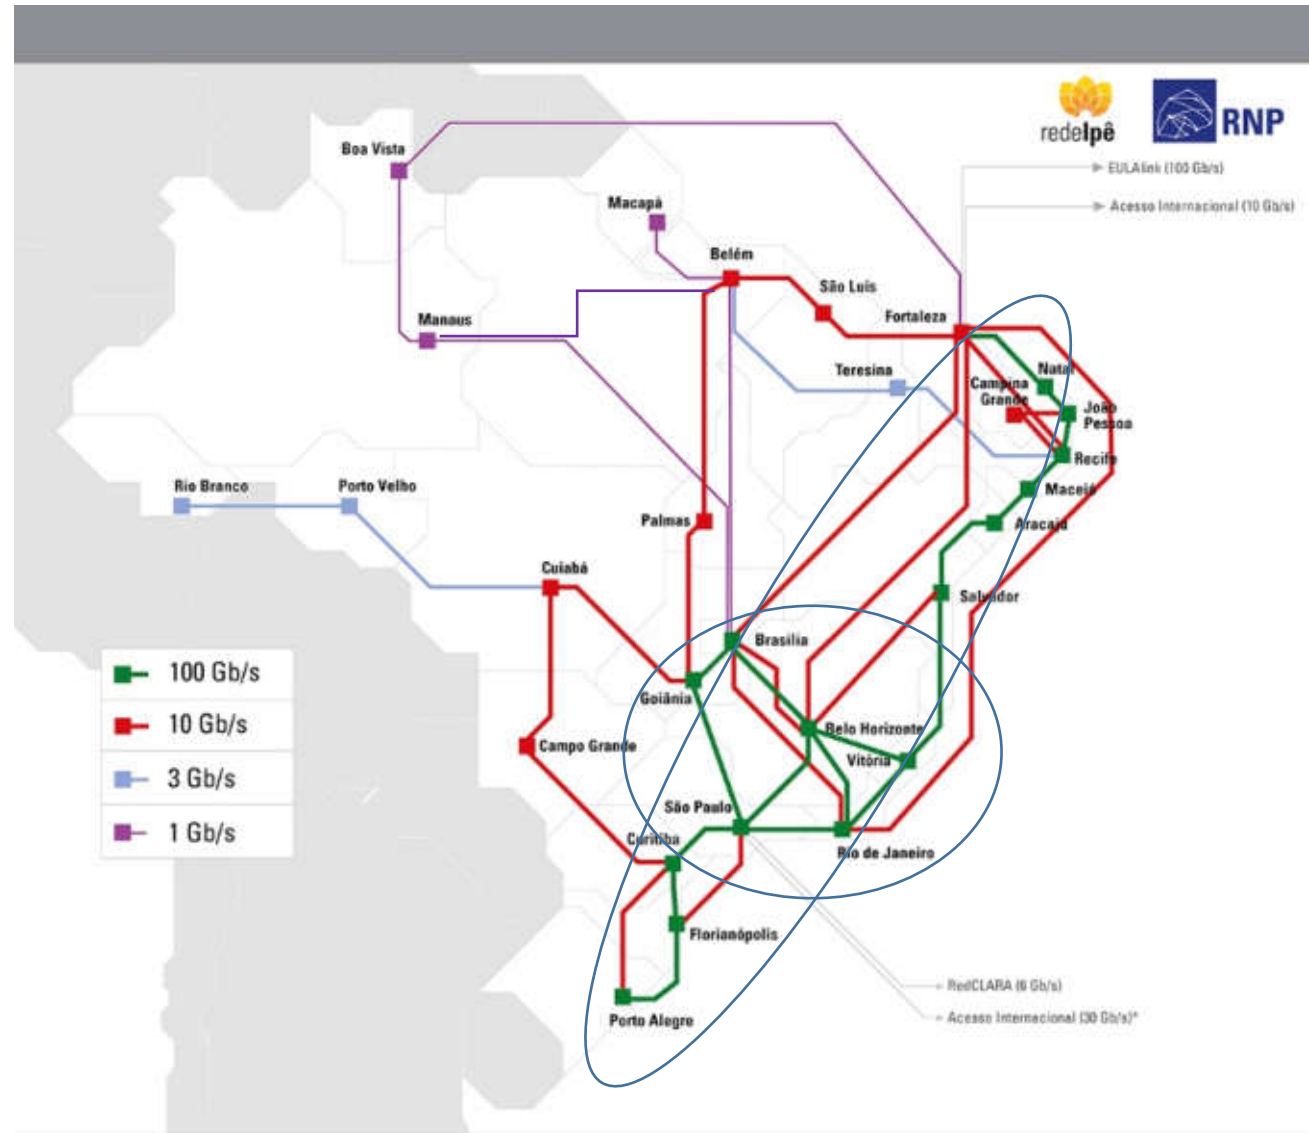 redeIpê
RNP
EULAlink (100 Gb/s)
Acesso Internacional (10 Gb/s)
Boa Vista
Macapá
Belém
São Luís
Fortaleza
Manaus
Teresina
Natal
Campina
Grande
João
Pessoa
Recife
Rio Branco
Porto Velho
Maceió
Palmas
Aracajú
Cuiabá
Salvador
Brasília
100 Gb/s
Goiânia
10 Gb/s
Belo Horizonte
Campo Grande
Vitória
3 Gb/s
São Paulo
1 Gb/s
Curitiba
Rio de Janeiro
Florianópolis
RedCLARA (6 Gb/s)
Porto Alegre
Acesso Internacional (30 Gb/s)*